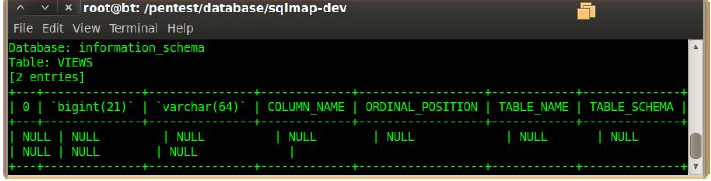 root@bt: /pentest/database/sqlmap-dev
File Edit View Terminal Help
Database: information_schema
Table: VIEWS
[2 entries]
+---+--------------+--------------+-------------+------------------+------------+--------------+
| 0 | `bigint(21)` | `varchar(64)` | COLUMN_NAME | ORDINAL_POSITION | TABLE_NAME | TABLE_SCHEMA |
+---+--------------+--------------+-------------+------------------+------------+--------------+
| NULL | NULL | NULL | NULL | NULL | NULL | NULL
| NULL | NULL | NULL |
+---+--------------+--------------+-------------+------------------+------------+--------------+